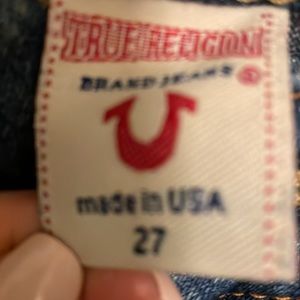 TRUE RELIGION
BRAND JEANS ®
made in USA
27